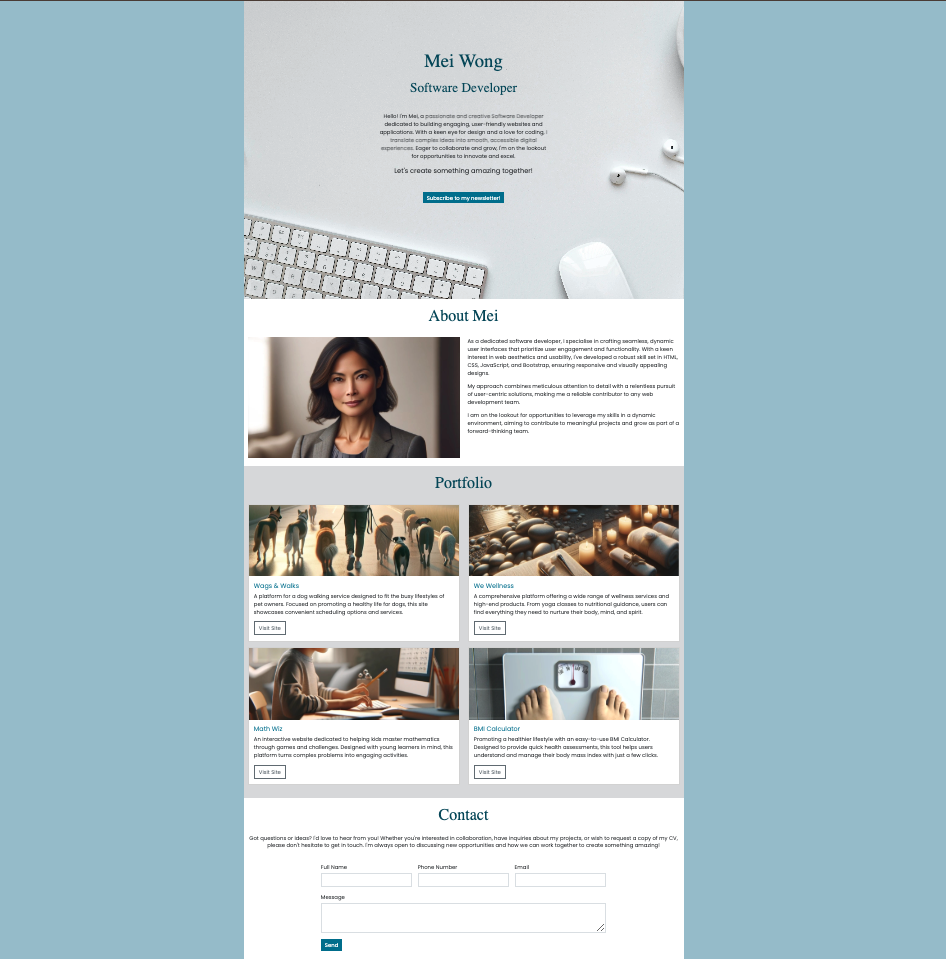 Mei Wong
Software Developer
Hello! I'm Mei, a passionate and creative Software Developer
dedicated to building engaging, user-friendly websites and
applications. With a keen eye for design and a love for coding, I
translate complex ideas into smooth, accessible digital
experiences. Eager to collaborate and grow, I'm on the lookout
for opportunities to innovate and excel.
Let's create something amazing together!
Subscribe to my newsletter!
About Mei
As a dedicated software developer, I specialise in crafting seamless, dynamic
user interfaces that prioritize user engagement and functionality. With a keen
interest in web aesthetics and usability, I've developed a robust skill set in HTML,
CSS, JavaScript, and Bootstrap, ensuring responsive and visually appealing
designs.
My approach combines meticulous attention to detail with a relentless pursuit
of user-centric solutions, making me a reliable contributor to any web
development team.
I am on the lookout for opportunities to leverage my skills in a dynamic
environment, aiming to contribute to meaningful projects and grow as part of a
forward-thinking team.
Portfolio
Wags & Walks
A platform for a dog walking service designed to fit the busy lifestyles of
pet owners. Focused on promoting a healthy life for dogs, this site
showcases convenient scheduling options and services.
Visit Site
We Wellness
A comprehensive platform offering a wide range of wellness services and
high-end products. From yoga classes to nutritional guidance, users can
find everything they need to nurture their body, mind, and spirit.
Visit Site
Math Wiz
An interactive website dedicated to helping kids master mathematics
through games and challenges. Designed with young learners in mind, this
platform turns complex problems into engaging activities.
Visit Site
BMI Calculator
Promoting a healthier lifestyle with an easy-to-use BMI Calculator.
Designed to provide quick health assessments, this tool helps users
understand and manage their body mass index with just a few clicks.
Visit Site
Contact
Got questions or ideas? I'd love to hear from you! Whether you're interested in collaboration, have inquiries about my projects, or wish to request a copy of my CV,
please don't hesitate to get in touch. I'm always open to discussing new opportunities and how we can work together to create something amazing!
Full Name
Phone Number
Email
Message
Send